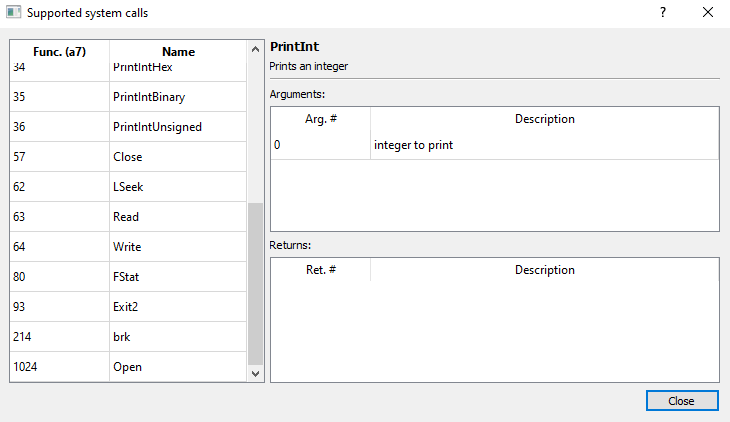 Supported system calls
?
Func. (a7) Name
34 PrintIntHex
35 PrintIntBinary
36 PrintIntUnsigned
57 Close
62 LSeek
63 Read
64 Write
80 FStat
93 Exit2
214 brk
1024 Open
PrintInt
Prints an integer
Arguments:
Arg. # Description
0 integer to print
Returns:
Ret. # Description
Close